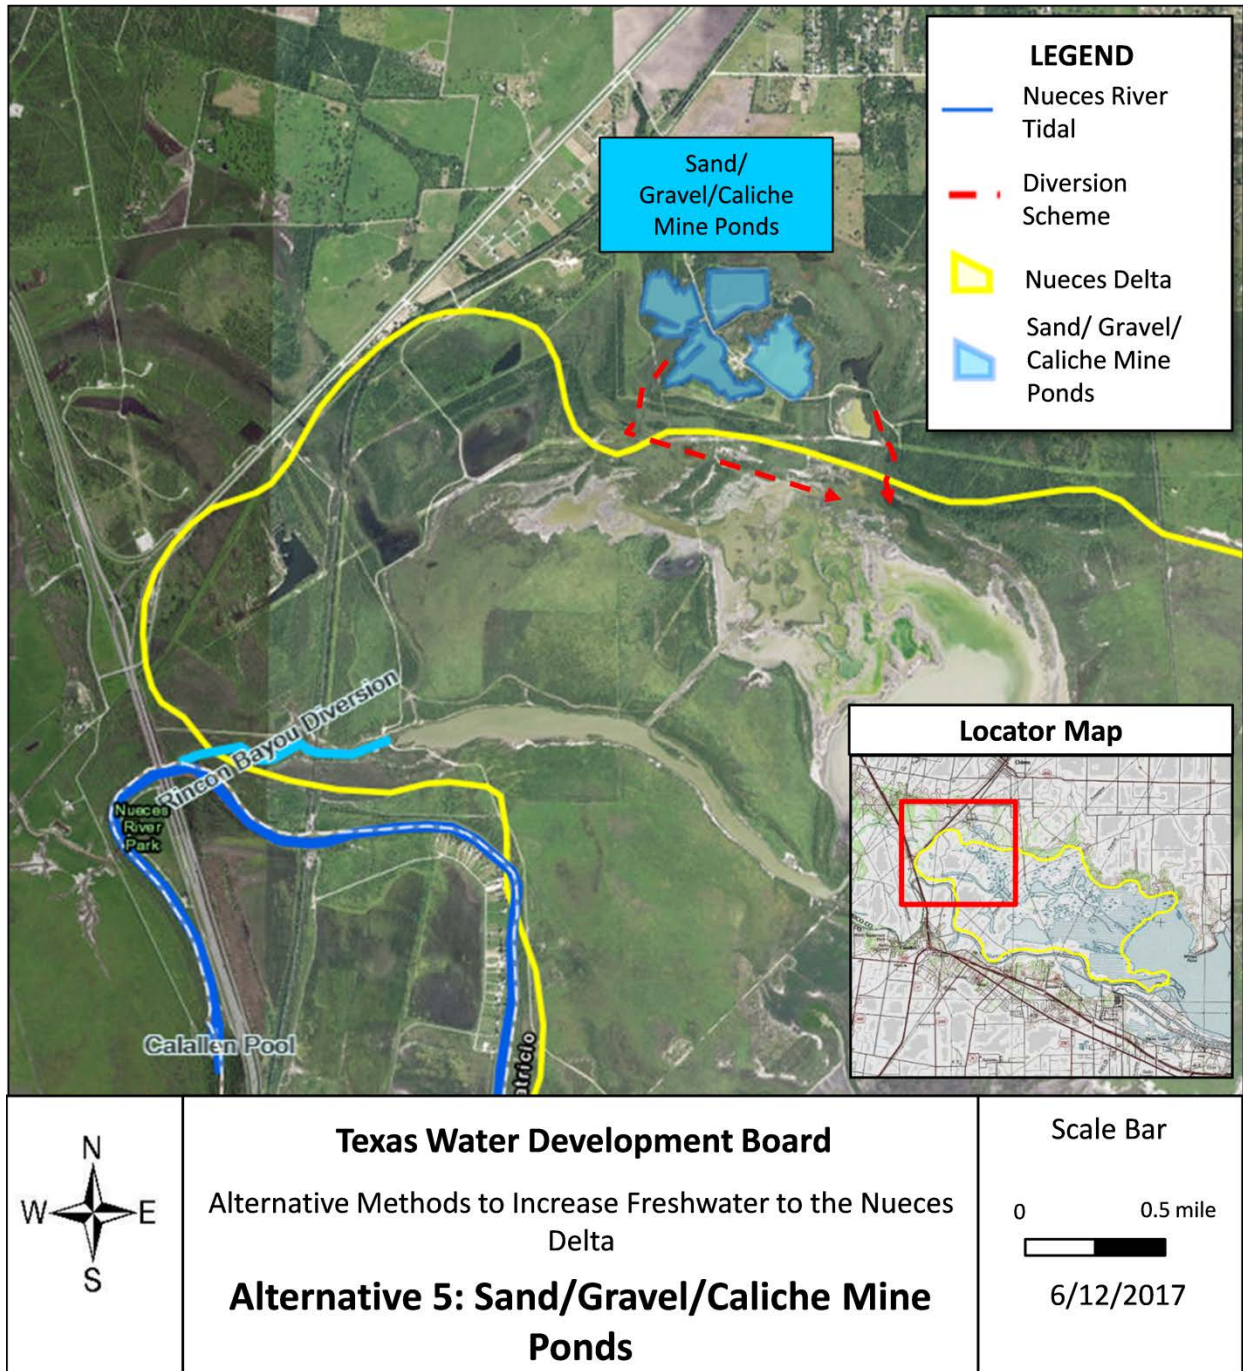 LEGEND
Nueces River
Tidal
Diversion
Scheme
Nueces Delta
Sand/ Gravel/
Caliche Mine
Ponds
Sand/
Gravel/Caliche
Mine Ponds
Rincon Bayou Diversion
Nueces
River
Park
Calallen Pool
atricio
Locator Map
N
W
E
S
Texas Water Development Board
Alternative Methods to Increase Freshwater to the Nueces
Delta
Alternative 5: Sand/Gravel/Caliche Mine
Ponds
Scale Bar
0 0.5 mile
6/12/2017